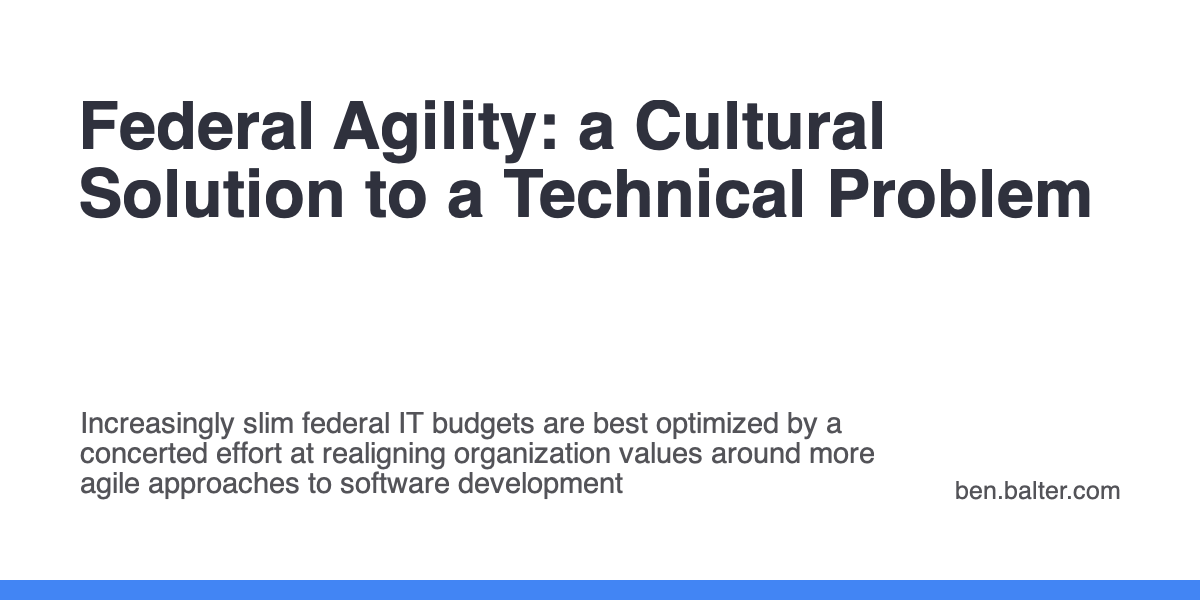 Federal Agility: a Cultural
Solution to a Technical Problem
Increasingly slim federal IT budgets are best optimized by a
concerted effort at realigning organization values around more
agile approaches to software development
ben.balter.com